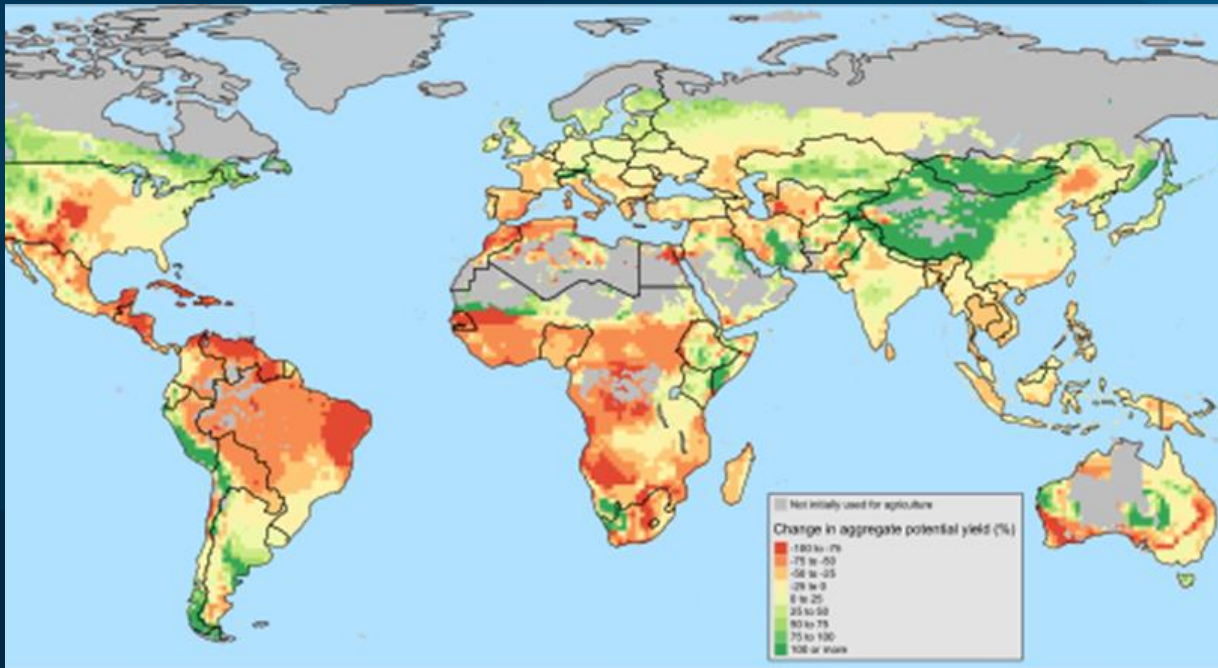 Not initially used for agriculture
Change in aggregate potential yield (%)
-100 to -75
-75 to -50
-50 to -25
-25 to 0
0 to 25
25 to 50
50 to 75
75 to 100
100 or more